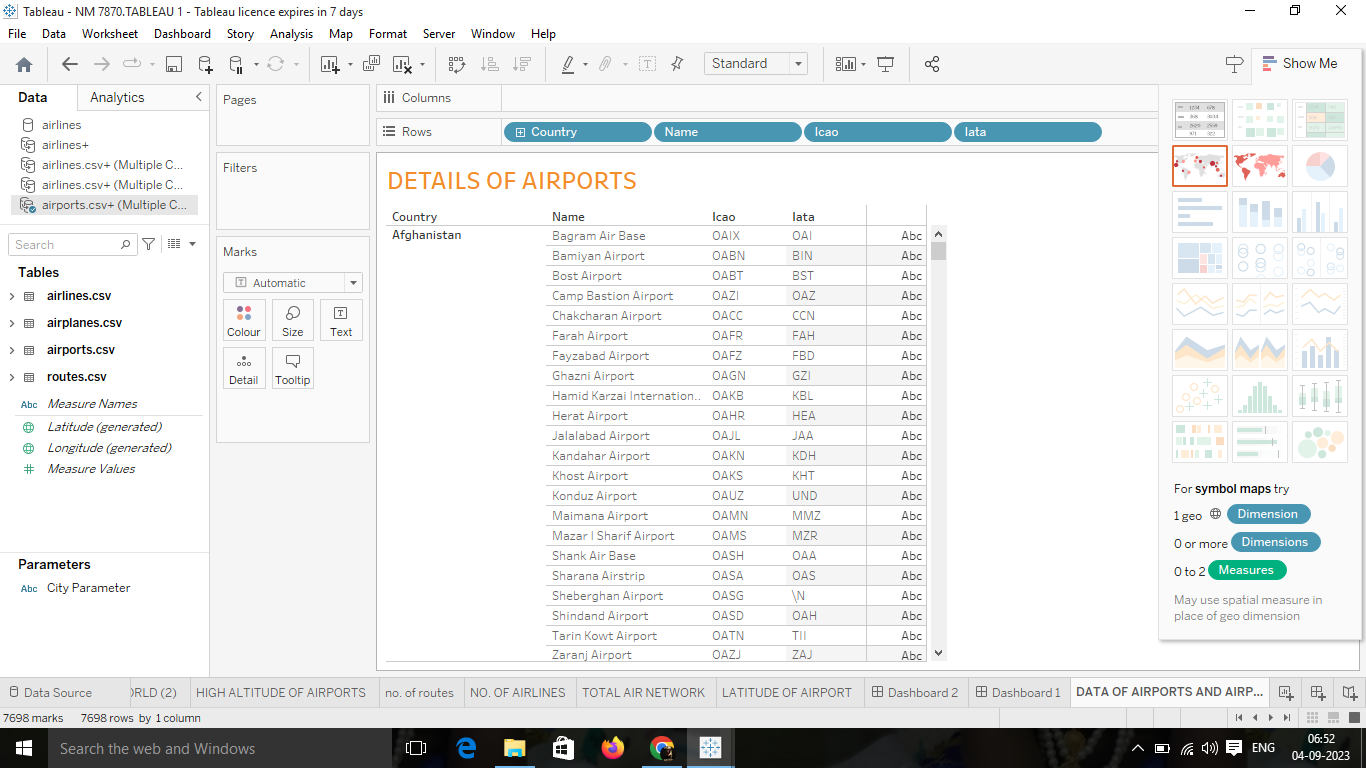 Tableau - NM 7870.TABLEAU 1 - Tableau licence expires in 7 days
File Data Worksheet Dashboard Story Analysis Map Format Server Window Help
Standard
Show Me
Data Analytics
airlines
airlines+
airlines.csv+ (Multiple C...
airlines.csv+ (Multiple C...
airports.csv+ (Multiple C...
Search
Tables
airlines.csv
airplanes.csv
airports.csv
routes.csv
Abc Measure Names
Latitude (generated)
Longitude (generated)
# Measure Values
Parameters
Abc City Parameter
Pages
Filters
Marks
Automatic
Colour Size Text
Detail Tooltip
Columns
Rows Country Name Icao Iata
DETAILS OF AIRPORTS
Country Name Icao Iata
Afghanistan Bagram Air Base OAIX OAI Abc
Bamiyan Airport OABN BIN Abc
Bost Airport OABT BST Abc
Camp Bastion Airport OAZI OAZ Abc
Chakcharan Airport OACC CCN Abc
Farah Airport OAFR FAH Abc
Fayzabad Airport OAFZ FBD Abc
Ghazni Airport OAGN GZI Abc
Hamid Karzai Internation.. OAKB KBL Abc
Herat Airport OAHR HEA Abc
Jalalabad Airport OAJL JAA Abc
Kandahar Airport OAKN KDH Abc
Khost Airport OAKS KHT Abc
Konduz Airport OAUZ UND Abc
Maimana Airport OAMN MMZ Abc
Mazar I Sharif Airport OAMS MZR Abc
Shank Air Base OASH OAA Abc
Sharana Airstrip OASA OAS Abc
Sheberghan Airport OASG \N Abc
Shindand Airport OASD OAH Abc
Tarin Kowt Airport OATN TII Abc
Zaranj Airport OAZJ ZAJ Abc
For symbol maps try
1 geo Dimension
0 or more Dimensions
0 to 2 Measures
May use spatial measure in
place of geo dimension
Data Source ORLD (2) HIGH ALTITUDE OF AIRPORTS no. of routes NO. OF AIRLINES TOTAL AIR NETWORK LATITUDE OF AIRPORT Dashboard 2 Dashboard 1 DATA OF AIRPORTS AND AIRP...
7698 marks 7698 rows by 1 column
Search the web and Windows
ENG
06:52
04-09-2023